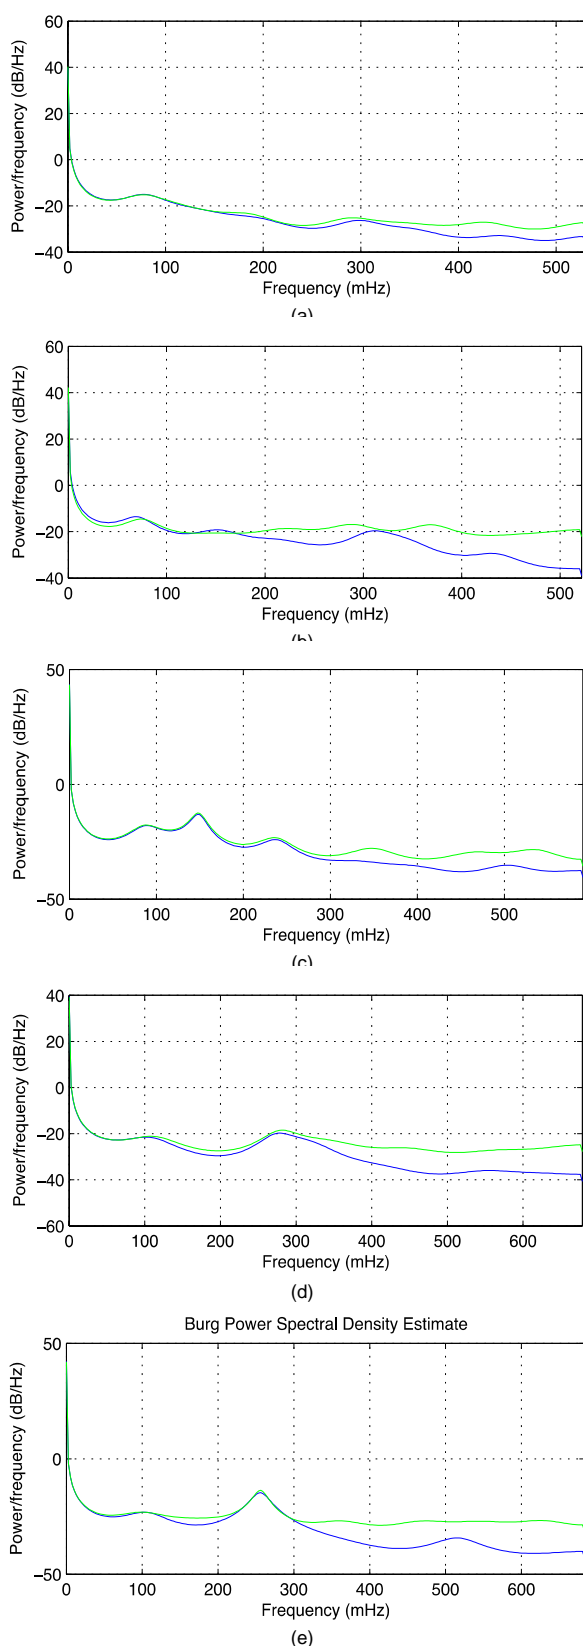 60
40
20
0
−20
−40
Power/frequency (dB/Hz)
0 100 200 300 400 500
Frequency (mHz)
(a)
60
40
20
0
−20
−40
Power/frequency (dB/Hz)
0 100 200 300 400 500
Frequency (mHz)
(b)
50
0
−50
Power/frequency (dB/Hz)
0 100 200 300 400 500
Frequency (mHz)
(c)
40
20
0
−20
−40
−60
Power/frequency (dB/Hz)
0 100 200 300 400 500 600
Frequency (mHz)
(d)
Burg Power Spectral Density Estimate
50
0
−50
Power/frequency (dB/Hz)
0 100 200 300 400 500 600
Frequency (mHz)
(e)